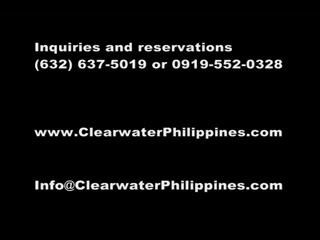 Inquiries and reservations
(632) 637-5019 or 0919-552-0328
www.ClearwaterPhilippines.com
Info@ClearwaterPhilippines.com